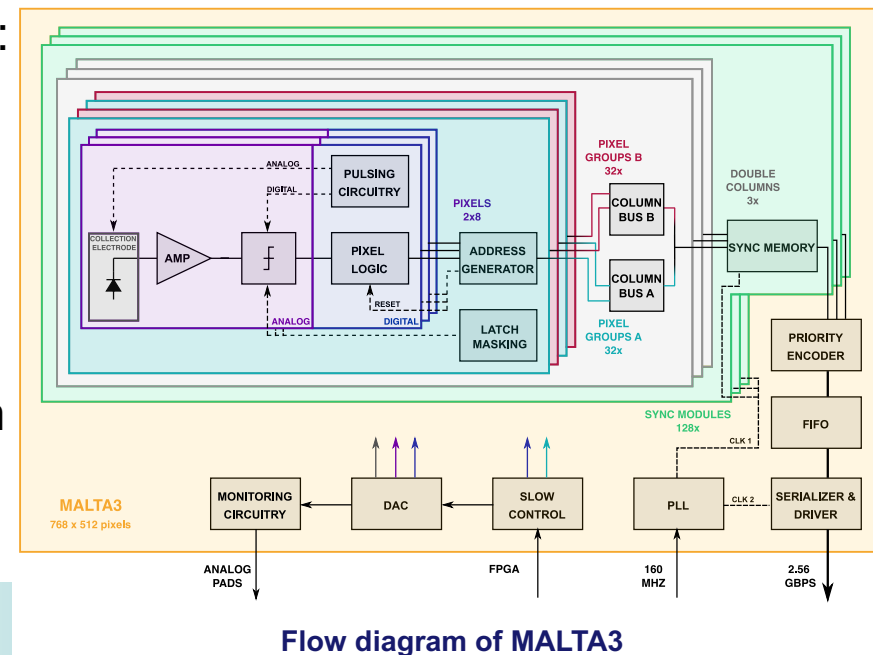 :
PIXEL
GROUPS B
32x
DOUBLE
COLUMNS
3x
ANALOG
PULSING
CIRCUITRY
DIGITAL
PIXELS
2x8
COLUMN
BUS B
COLLECTION
ELECTRODE
AMP
PIXEL
LOGIC
ADDRESS
GENERATOR
SYNC MEMORY
COLUMN
BUS A
RESET
ANALOG
DIGITAL
LATCH
MASKING
PIXEL
GROUPS A
32x
PRIORITY
ENCODER
n
SYNC MODULES
128x
CLK 1
FIFO
MALTA3
768 x 512 pixels
MONITORING
CIRCUITRY
DAC
SLOW
CONTROL
PLL
CLK 2
SERIALIZER &
DRIVER
ANALOG
PADS
FPGA
160
MHZ
2.56
GBPS
Flow diagram of MALTA3